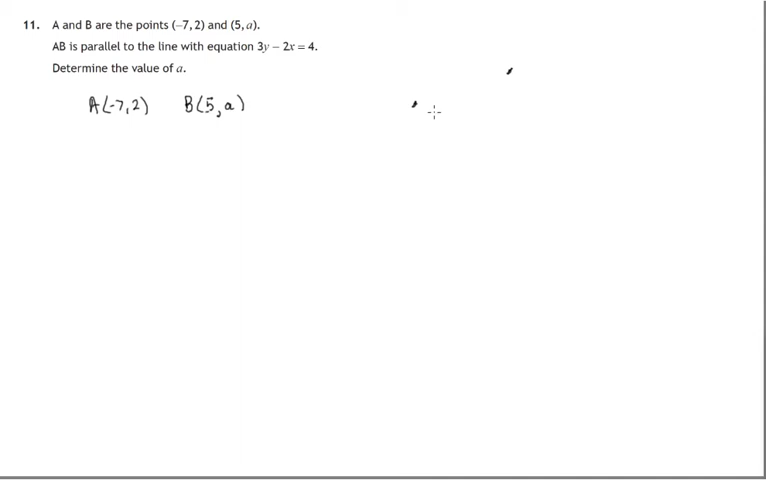 11. A and B are the points (−7, 2) and (5, a).
AB is parallel to the line with equation 3y − 2x = 4.
Determine the value of a.
A(-7,2) B(5,a)